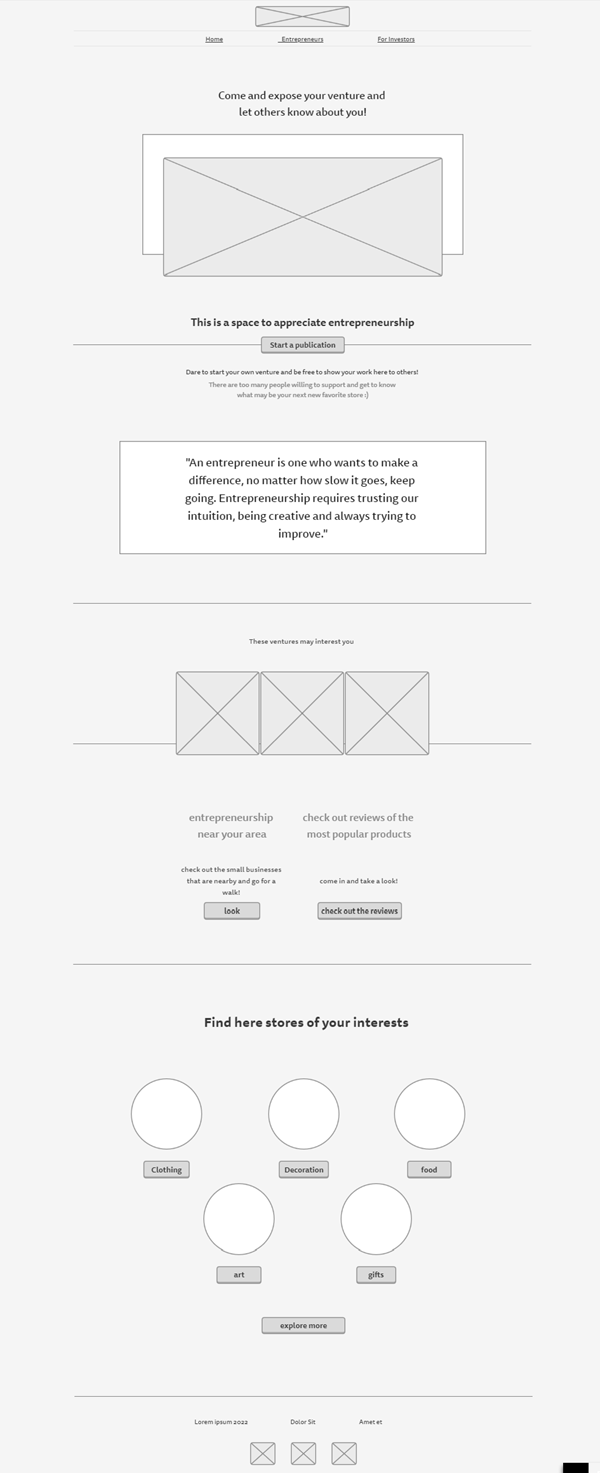 Home
Entrepreneurs
For Investors
Come and expose your venture and
let others know about you!
This is a space to appreciate entrepreneurship
Start a publication
Dare to start your own venture and be free to show your work here to others!
There are too many people willing to support and get to know
what may be your next new favorite store :)
"An entrepreneur is one who wants to make a
difference, no matter how slow it goes, keep
going. Entrepreneurship requires trusting our
intuition, being creative and always trying to
improve."
These ventures may interest you
entrepreneurship
near your area
check out reviews of the
most popular products
check out the small businesses
that are nearby and go for a
walk!
come in and take a look!
look
check out the reviews
Find here stores of your interests
Clothing
Decoration
food
art
gifts
explore more
Lorem ipsum 2022
Dolor Sit
Amet et